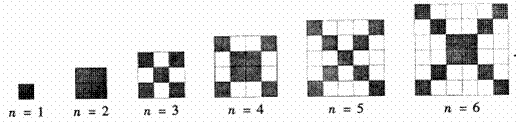 n = 1 n = 2 n = 3 n = 4 n = 5 n = 6